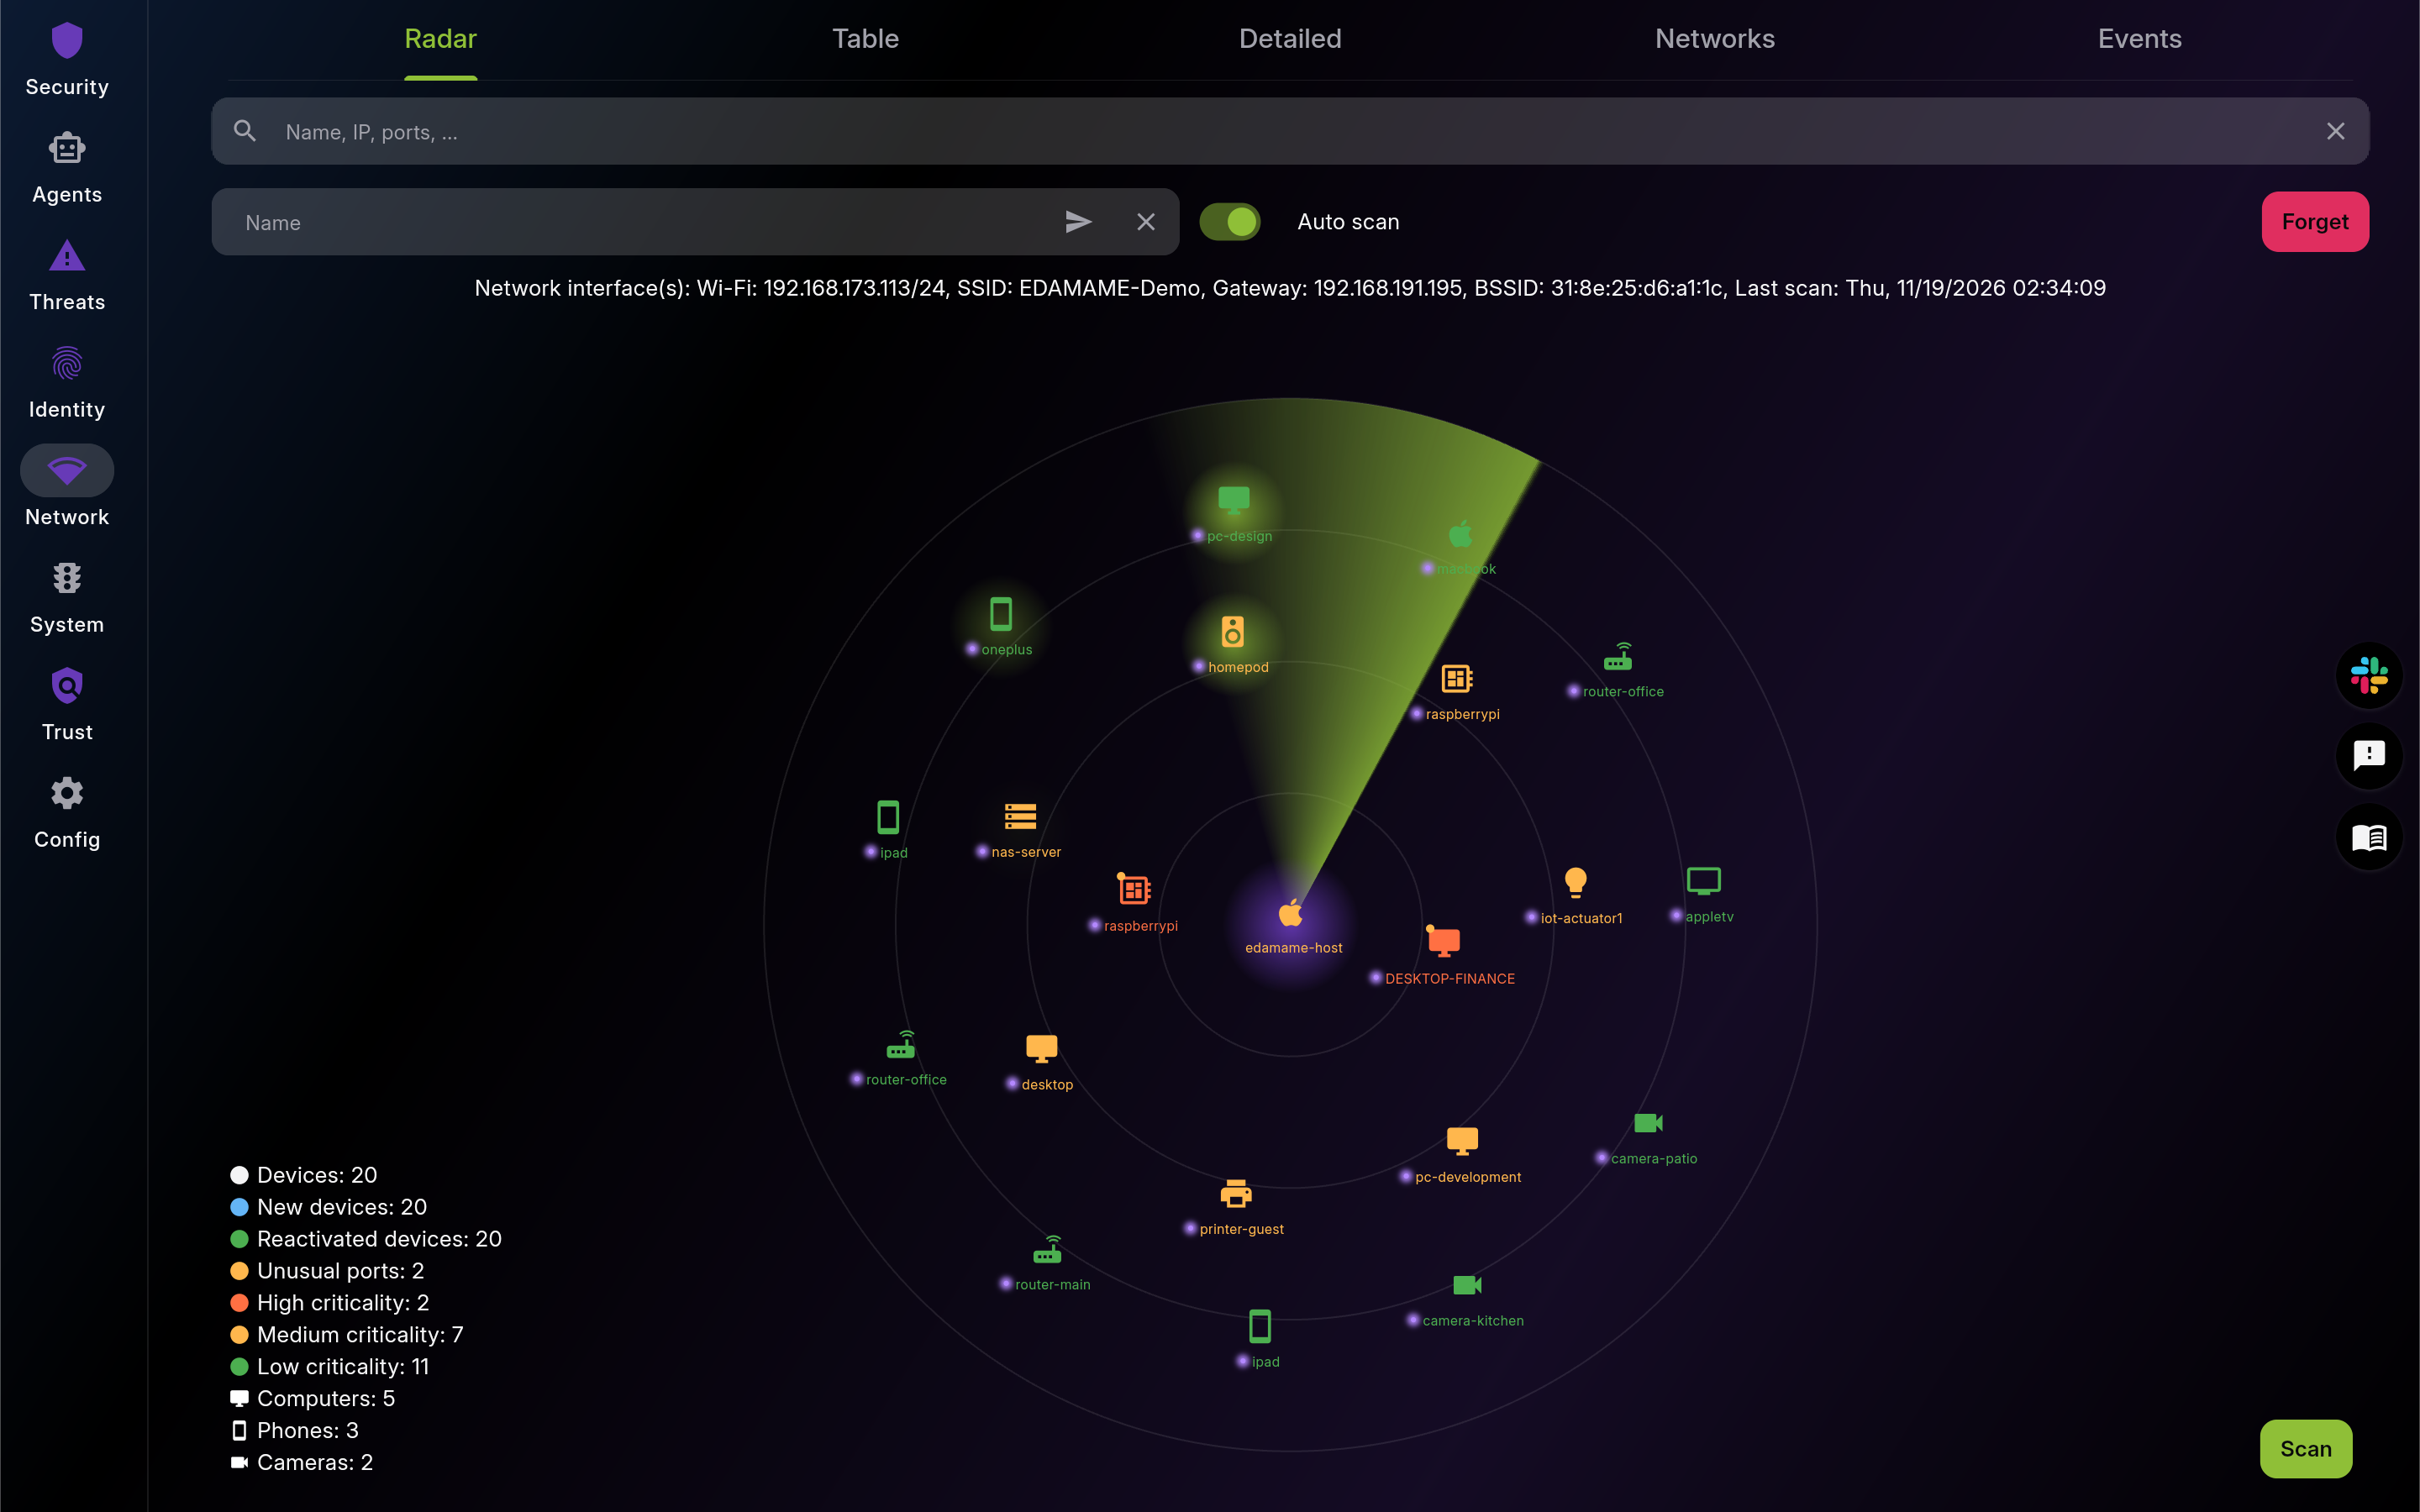 Security
Agents
Threats
Identity
Network
System
Trust
Config
Radar
Table
Detailed
Networks
Events
Name, IP, ports, ...
Name
Auto scan
Forget
Network interface(s): Wi-Fi: 192.168.173.113/24, SSID: EDAMAME-Demo, Gateway: 192.168.191.195, BSSID: 31:8e:25:d6:a1:1c, Last scan: Thu, 11/19/2026 02:34:09
pc-design
macbook
oneplus
homepod
router-office
raspberrypi
ipad
nas-server
raspberrypi
iot-actuator1
appletv
edamame-host
DESKTOP-FINANCE
router-office
desktop
camera-patio
pc-development
printer-guest
router-main
camera-kitchen
ipad
Devices: 20
New devices: 20
Reactivated devices: 20
Unusual ports: 2
High criticality: 2
Medium criticality: 7
Low criticality: 11
Computers: 5
Phones: 3
Cameras: 2
Scan